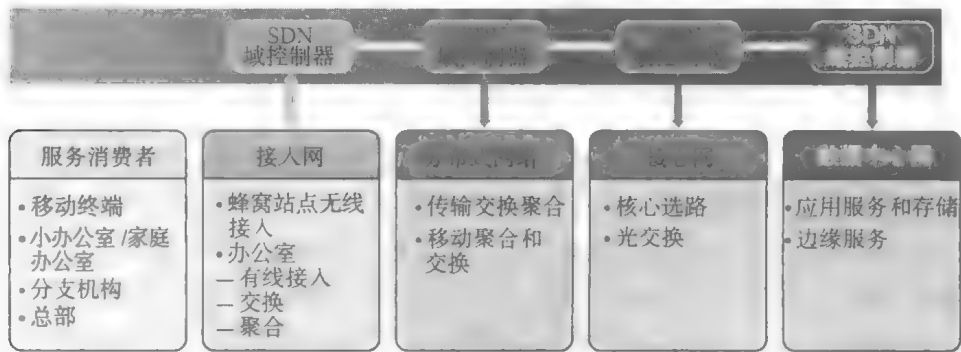 SDN
域控制器
SDN
服务消费者
• 移动终端
• 小办公室/家庭
办公室
• 分支机构
• 总部
接入网
• 蜂窝站点无线
接入
• 办公室
— 有线接入
— 交换
— 聚合
• 传输交换聚合
• 移动聚合和
交换
核心网
• 核心选路
• 光交换
• 应用服务和存储
• 边缘服务